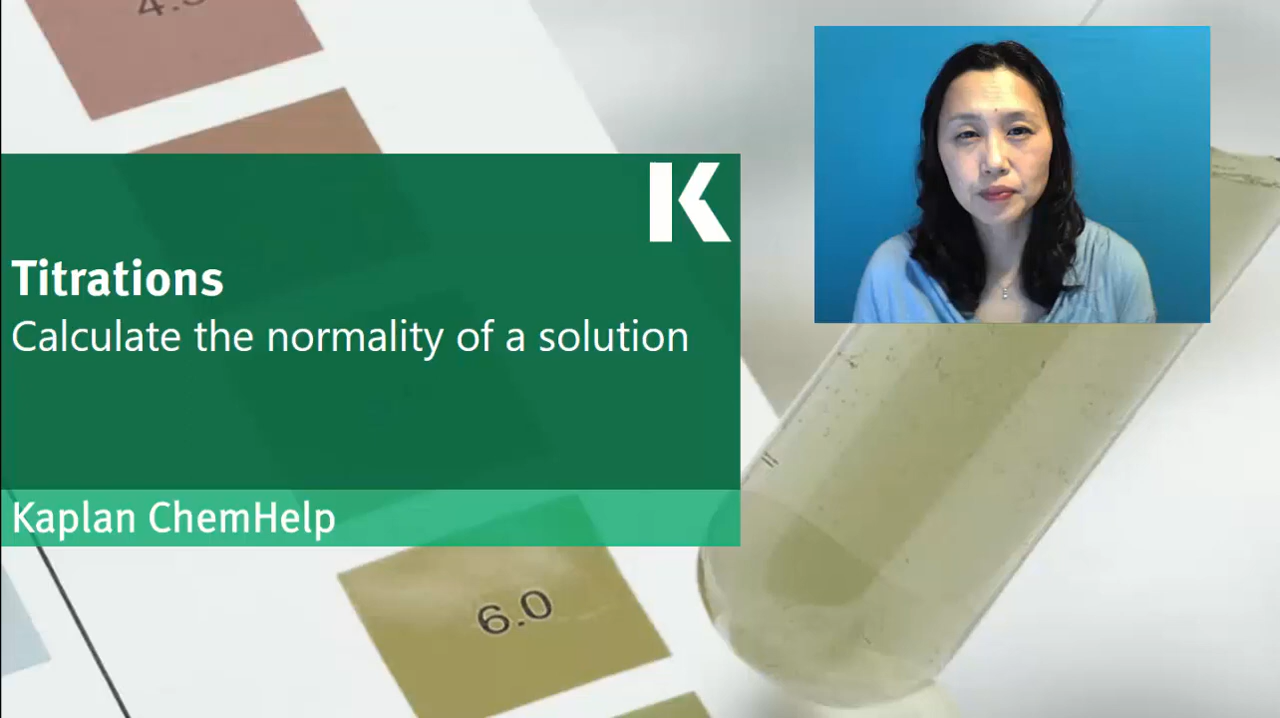 Titrations
Calculate the normality of a solution
Kaplan ChemHelp
6.0